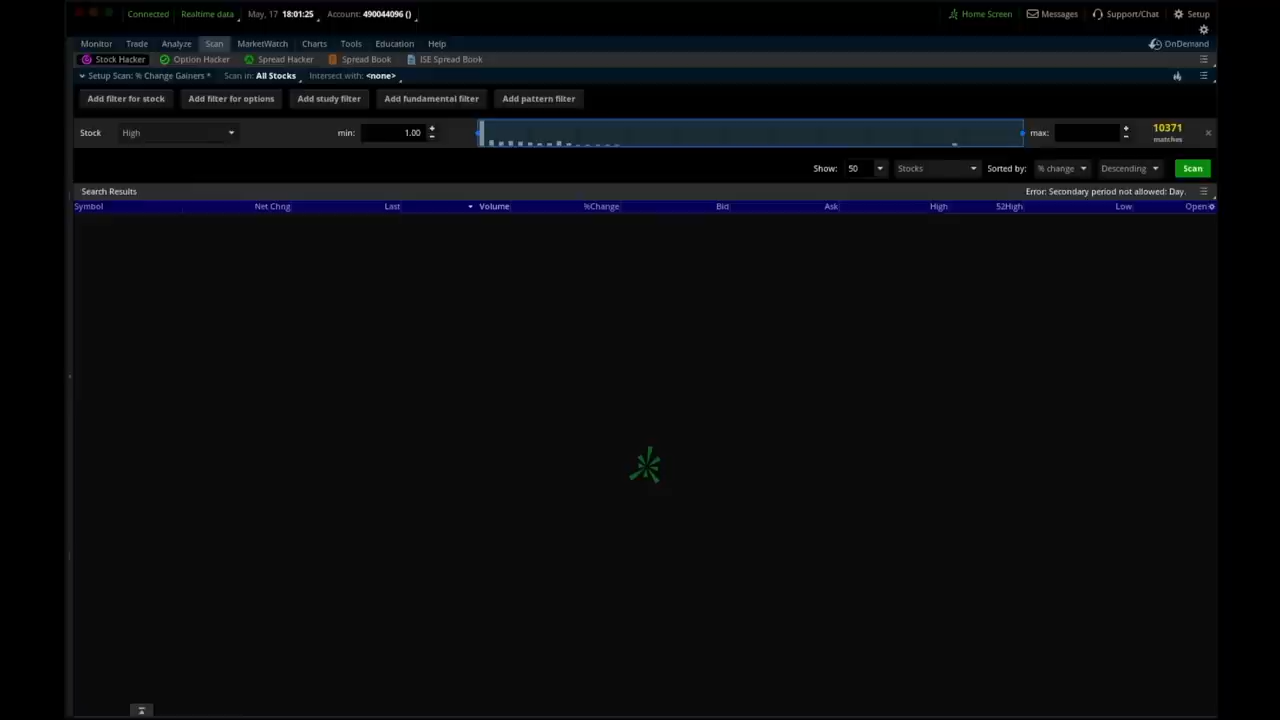 Connected Realtime data May, 17 18:01:25 Account: 490044096 () Home Screen Messages Support/Chat Setup
Monitor Trade Analyze Scan MarketWatch Charts Tools Education Help OnDemand
Stock Hacker Option Hacker Spread Hacker Spread Book ISE Spread Book
Setup Scan: % Change Gainers * Scan in: All Stocks Intersect with: <none>
Add filter for stock Add filter for options Add study filter Add fundamental filter Add pattern filter
Stock High min: 1.00 max: 10371
matches
Show: 50 Stocks Sorted by: % change Descending Scan
Search Results Error: Secondary period not allowed: Day.
Symbol Net Chng Last Volume %Change Bid Ask High 52High Low Open